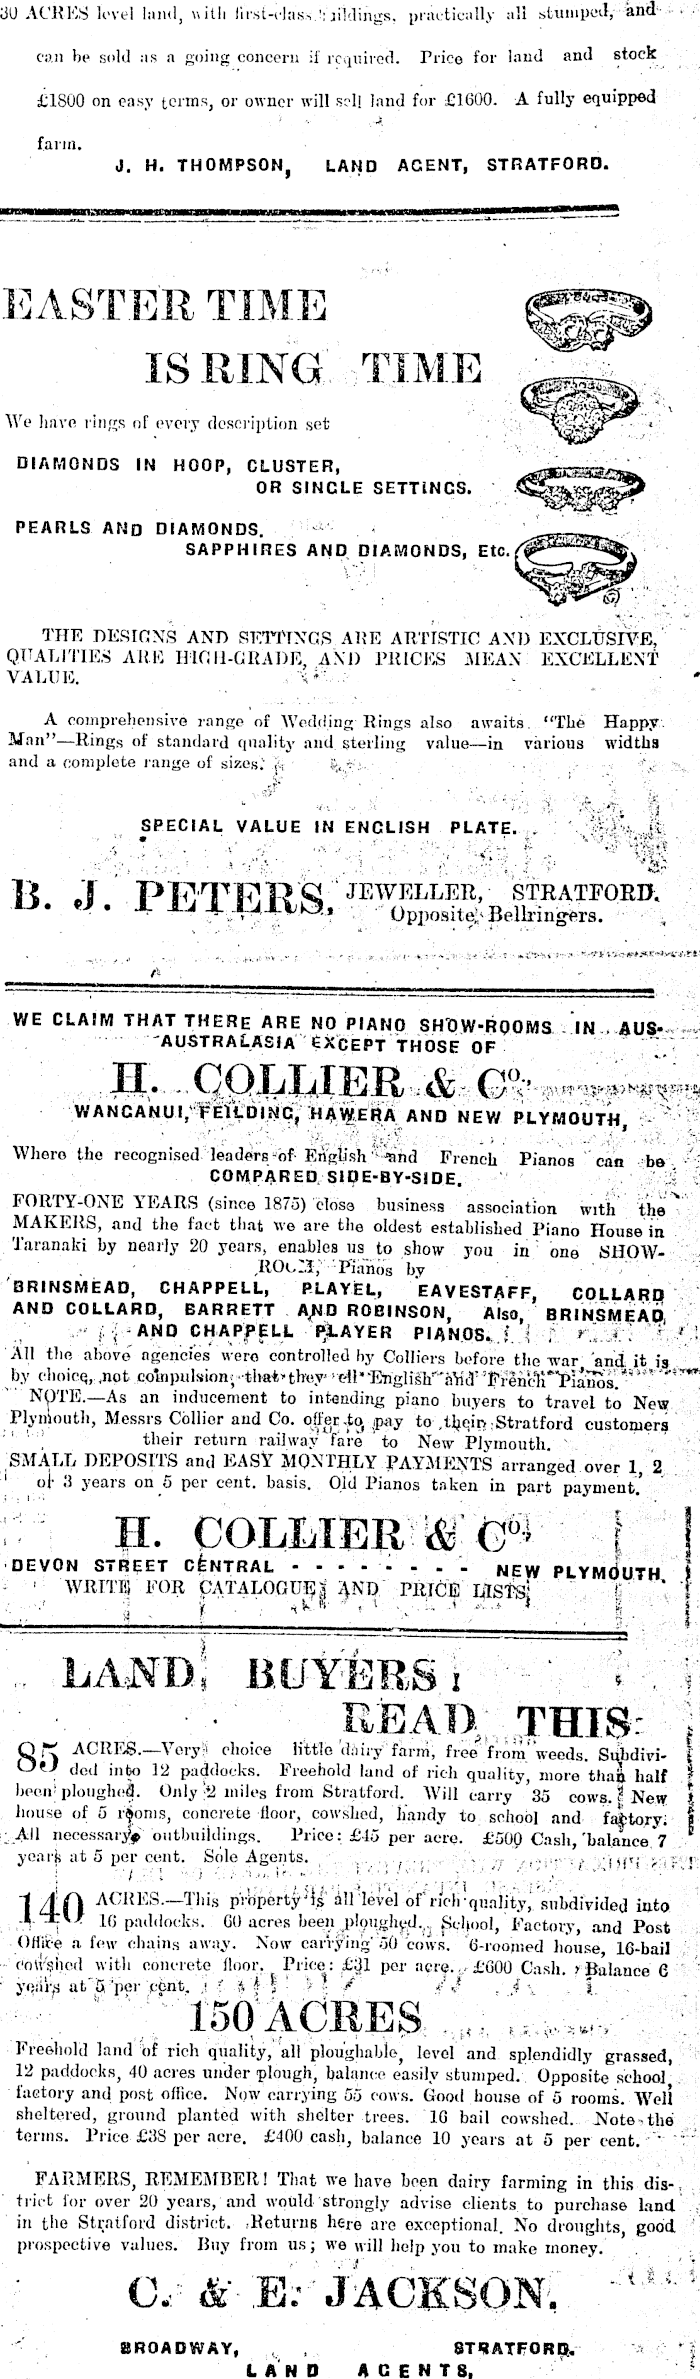 30 ACRES level land, with first-class buildings, practically all stumped, and
can be sold as a going concern if required. Price for land and stock
£1800 on easy terms, or owner will sell land for £1600. A fully equipped
farm.
J. H. THOMPSON, LAND AGENT, STRATFORD.
EASTER TIME
IS RING TIME
We have rings of every description set
DIAMONDS IN HOOP, CLUSTER,
OR SINGLE SETTINGS.
PEARLS AND DIAMONDS.
SAPPHIRES AND DIAMONDS, Etc.
THE DESIGNS AND SETTINGS ARE ARTISTIC AND EXCLUSIVE,
QUALITIES ARE HIGH-GRADE, AND PRICES MEAN EXCELLENT
VALUE.
A comprehensive range of Wedding Rings also awaits "The Happy
Man"—Rings of standard quality and sterling value—in various widths
and a complete range of sizes.
SPECIAL VALUE IN ENGLISH PLATE.
B. J. PETERS, JEWELLER, STRATFORD.
Opposite Bellringers.
WE CLAIM THAT THERE ARE NO PIANO SHOW-ROOMS IN AUS-
AUSTRALASIA EXCEPT THOSE OF
H. COLLIER & Co.,
WANGANUI, FEILDING, HAWERA AND NEW PLYMOUTH,
Where the recognised leaders of English and French Pianos can be
COMPARED SIDE-BY-SIDE.
FORTY-ONE YEARS (since 1875) close business association with the
MAKERS, and the fact that we are the oldest established Piano House in
Taranaki by nearly 20 years, enables us to show you in one SHOW-
ROOM, Pianos by
BRINSMEAD, CHAPPELL, PLAYEL, EAVESTAFF, COLLARD
AND COLLARD, BARRETT AND ROBINSON, Also, BRINSMEAD
AND CHAPPELL PLAYER PIANOS.
All the above agencies were controlled by Colliers before the war, and it is
by choice, not compulsion, that they sell English and French Pianos.
NOTE.—As an inducement to intending piano buyers to travel to New
Plymouth, Messrs Collier and Co. offer to pay to their Stratford customers
their return railway fare to New Plymouth.
SMALL DEPOSITS and EASY MONTHLY PAYMENTS arranged over 1, 2
or 3 years on 5 per cent. basis. Old Pianos taken in part payment.
H. COLLIER & Co.,
DEVON STREET CENTRAL - - - - - - - - NEW PLYMOUTH.
WRITE FOR CATALOGUE AND PRICE LISTS
LAND BUYERS!
READ THIS:
85 ACRES.—Very choice little dairy farm, free from weeds. Subdivi-
ded into 12 paddocks. Freehold land of rich quality, more than half
been ploughed. Only 2 miles from Stratford. Will carry 35 cows. New
house of 5 rooms, concrete floor, cowshed, handy to school and factory.
All necessary outbuildings. Price: £45 per acre. £500 Cash, balance 7
years at 5 per cent. Sole Agents.
140 ACRES.—This property is all level of rich quality, subdivided into
16 paddocks. 60 acres been ploughed. School, Factory, and Post
Office a few chains away. Now carrying 50 cows. 6-roomed house, 16-bail
cowshed with concrete floor. Price: £31 per acre. £600 Cash. Balance 6
years at 5 per cent.
150 ACRES
Freehold land of rich quality, all ploughable, level and splendidly grassed,
12 paddocks, 40 acres under plough, balance easily stumped. Opposite school,
factory and post office. Now carrying 55 cows. Good house of 5 rooms. Well
sheltered, ground planted with shelter trees. 16 bail cowshed. Note the
terms. Price £38 per acre. £400 cash, balance 10 years at 5 per cent.
FARMERS, REMEMBER! That we have been dairy farming in this dis-
trict for over 20 years, and would strongly advise clients to purchase land
in the Stratford district. Returns here are exceptional. No droughts, good
prospective values. Buy from us; we will help you to make money.
C. & E. JACKSON.
BROADWAY, STRATFORD.
LAND AGENTS,